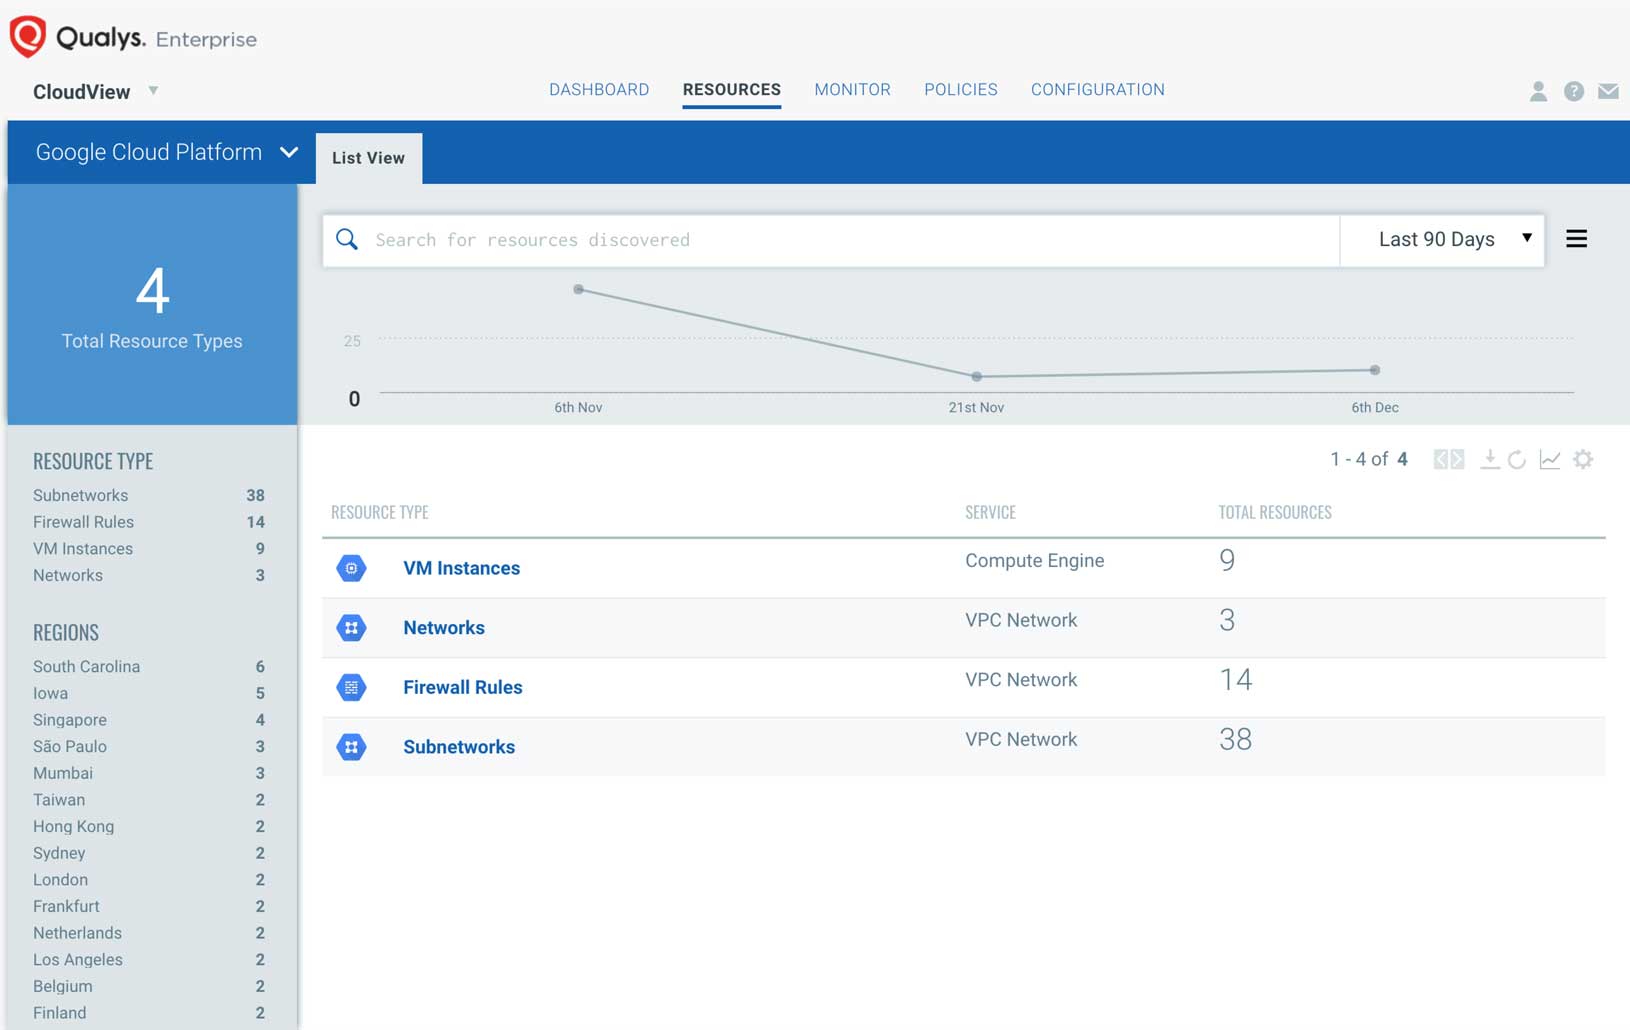 Qualys. Enterprise
CloudView
DASHBOARD RESOURCES MONITOR POLICIES CONFIGURATION
?
Google Cloud Platform
List View
4
Total Resource Types
Search for resources discovered
Last 90 Days
25
0
6th Nov 21st Nov 6th Dec
RESOURCE TYPE
Subnetworks 38
Firewall Rules 14
VM Instances 9
Networks 3
REGIONS
South Carolina 6
Iowa 5
Singapore 4
São Paulo 3
Mumbai 3
Taiwan 2
Hong Kong 2
Sydney 2
London 2
Frankfurt 2
Netherlands 2
Los Angeles 2
Belgium 2
Finland 2
1 - 4 of 4
RESOURCE TYPE SERVICE TOTAL RESOURCES
VM Instances Compute Engine 9
Networks VPC Network 3
Firewall Rules VPC Network 14
Subnetworks VPC Network 38